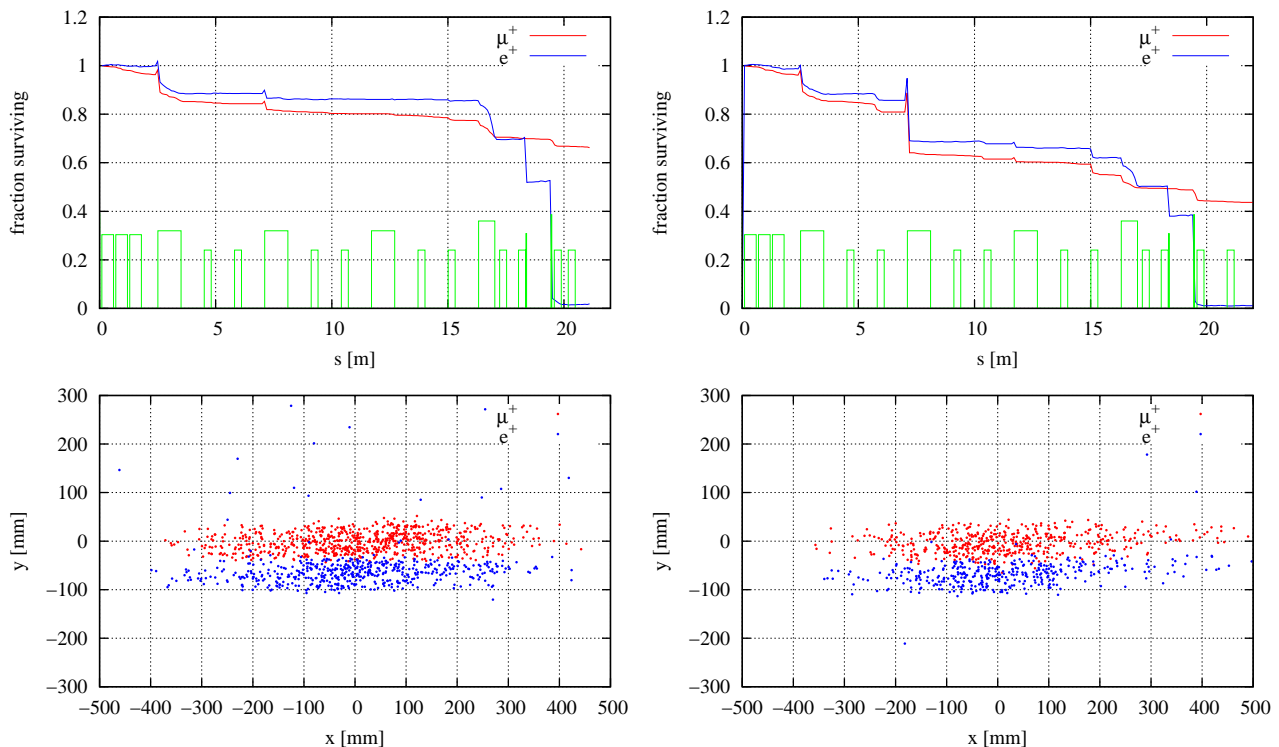 fraction surviving
1.2
1
0.8
0.6
0.4
0.2
0
0 5 10 15 20
s [m]
μ+
e+
fraction surviving
1.2
1
0.8
0.6
0.4
0.2
0
0 5 10 15 20
s [m]
μ+
e+
y [mm]
300
200
100
0
−100
−200
−300
−500 −400 −300 −200 −100 0 100 200 300 400 500
x [mm]
μ+
e+
y [mm]
300
200
100
0
−100
−200
−300
−500 −400 −300 −200 −100 0 100 200 300 400 500
x [mm]
μ+
e+